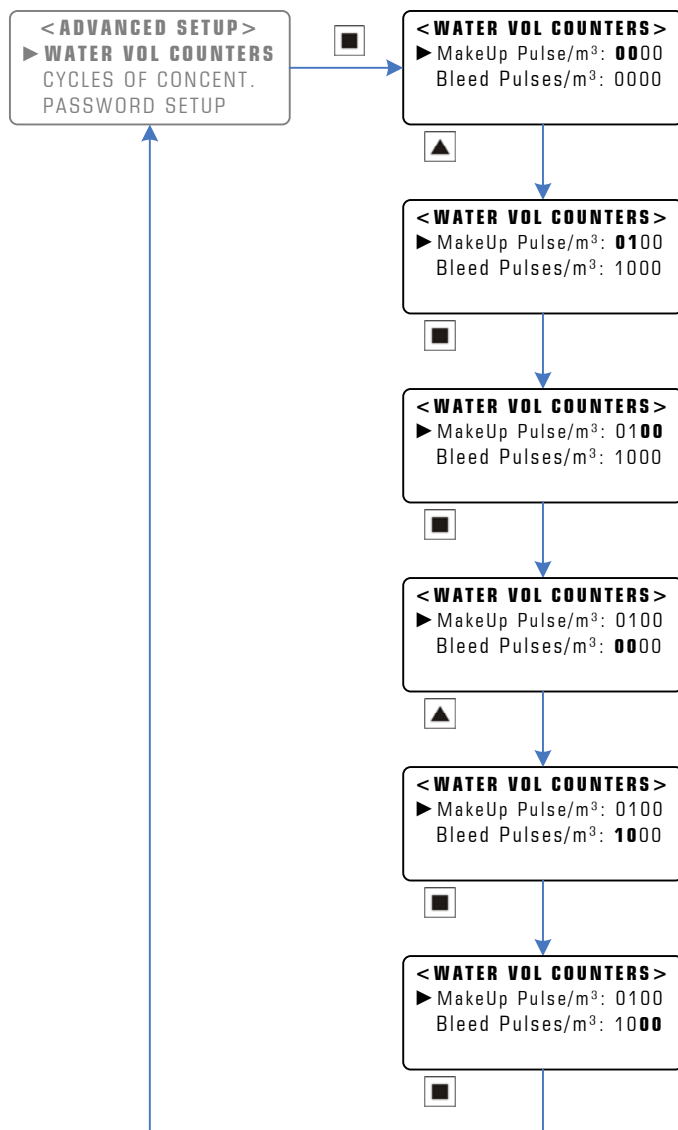 <ADVANCED SETUP>
▶ WATER VOL COUNTERS
CYCLES OF CONCENT.
PASSWORD SETUP
<WATER VOL COUNTERS>
▶ MakeUp Pulse/m³: 0000
Bleed Pulses/m³: 0000
<WATER VOL COUNTERS>
▶ MakeUp Pulse/m³: 0100
Bleed Pulses/m³: 1000
<WATER VOL COUNTERS>
▶ MakeUp Pulse/m³: 0100
Bleed Pulses/m³: 1000
<WATER VOL COUNTERS>
▶ MakeUp Pulse/m³: 0100
Bleed Pulses/m³: 0000
<WATER VOL COUNTERS>
▶ MakeUp Pulse/m³: 0100
Bleed Pulses/m³: 1000
<WATER VOL COUNTERS>
▶ MakeUp Pulse/m³: 0100
Bleed Pulses/m³: 1000